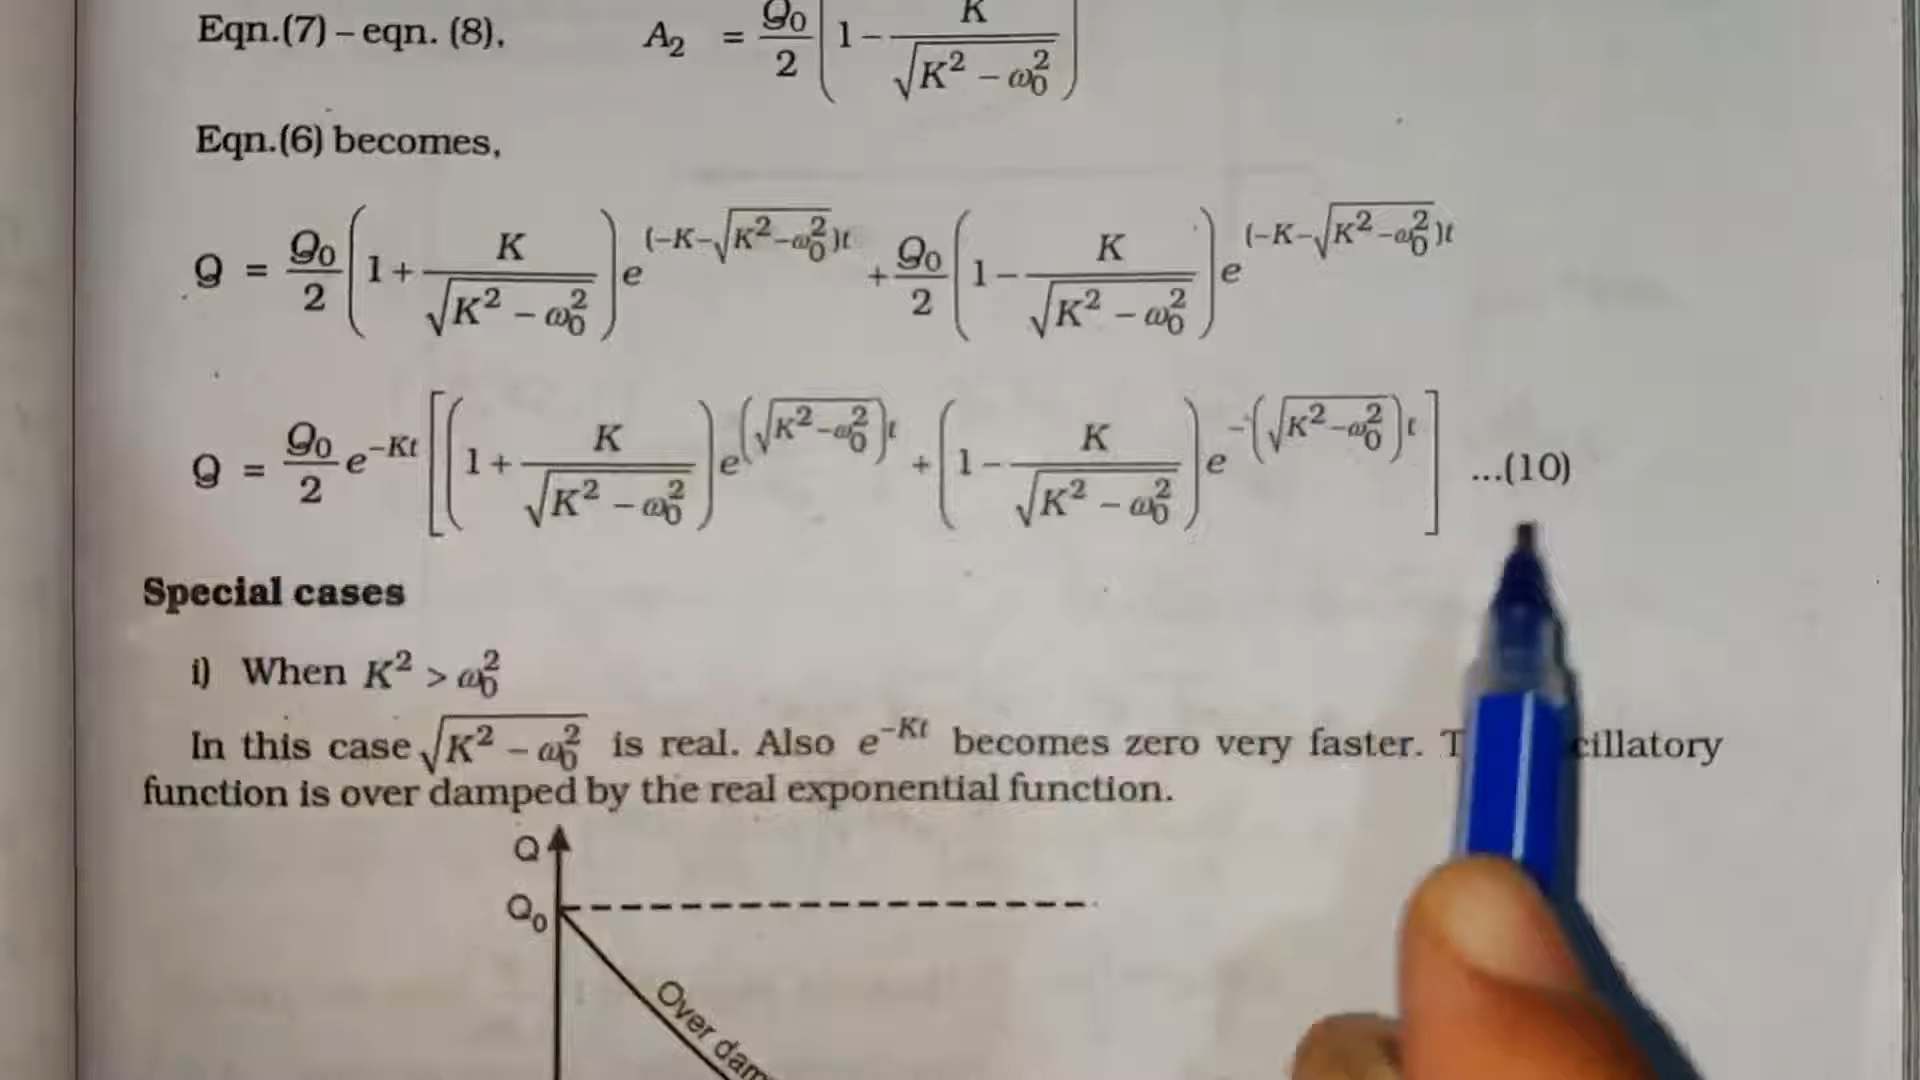 Eqn.(7) – eqn. (8), A₂ = Q₀/2 (1 – K/√(K² – ω₀²))
Eqn.(6) becomes,
Q = Q₀/2 (1 + K/√(K² – ω₀²)) e^((–K–√(K²–ω₀²))t) + Q₀/2 (1 – K/√(K² – ω₀²)) e^((–K–√(K²–ω₀²))t)
Q = Q₀/2 e^(–Kt) [(1 + K/√(K² – ω₀²)) e^((√(K²–ω₀²))t) + (1 – K/√(K² – ω₀²)) e^(–(√(K²–ω₀²))t)] ...(10)
Special cases
i) When K² > ω₀²
In this case √(K² – ω₀²) is real. Also e^(–Kt) becomes zero very faster.
function is over damped by the real exponential function.
Q
Q₀
Over